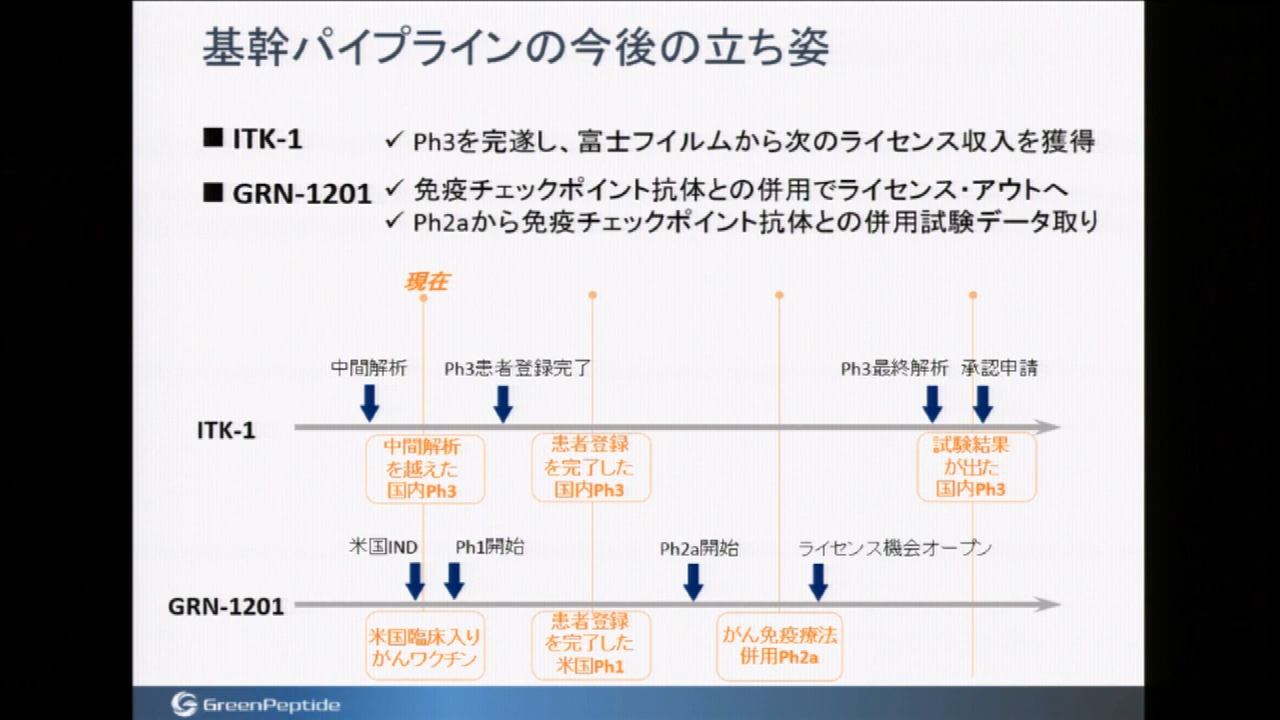 基幹パイプラインの今後の立ち姿
■ ITK-1 ✓ Ph3を完遂し、富士フイルムから次のライセンス収入を獲得
■ GRN-1201 ✓ 免疫チェックポイント抗体との併用でライセンス・アウトへ
✓ Ph2aから免疫チェックポイント抗体との併用試験データ取り
現在
中間解析 Ph3患者登録完了 Ph3最終解析 承認申請
ITK-1
中間解析
を越えた
国内Ph3
患者登録
を完了した
国内Ph3
試験結果
が出た
国内Ph3
米国IND Ph1開始 Ph2a開始 ライセンス機会オープン
GRN-1201
米国臨床入り
がんワクチン
患者登録
を完了した
米国Ph1
がん免疫療法
併用Ph2a
GreenPeptide